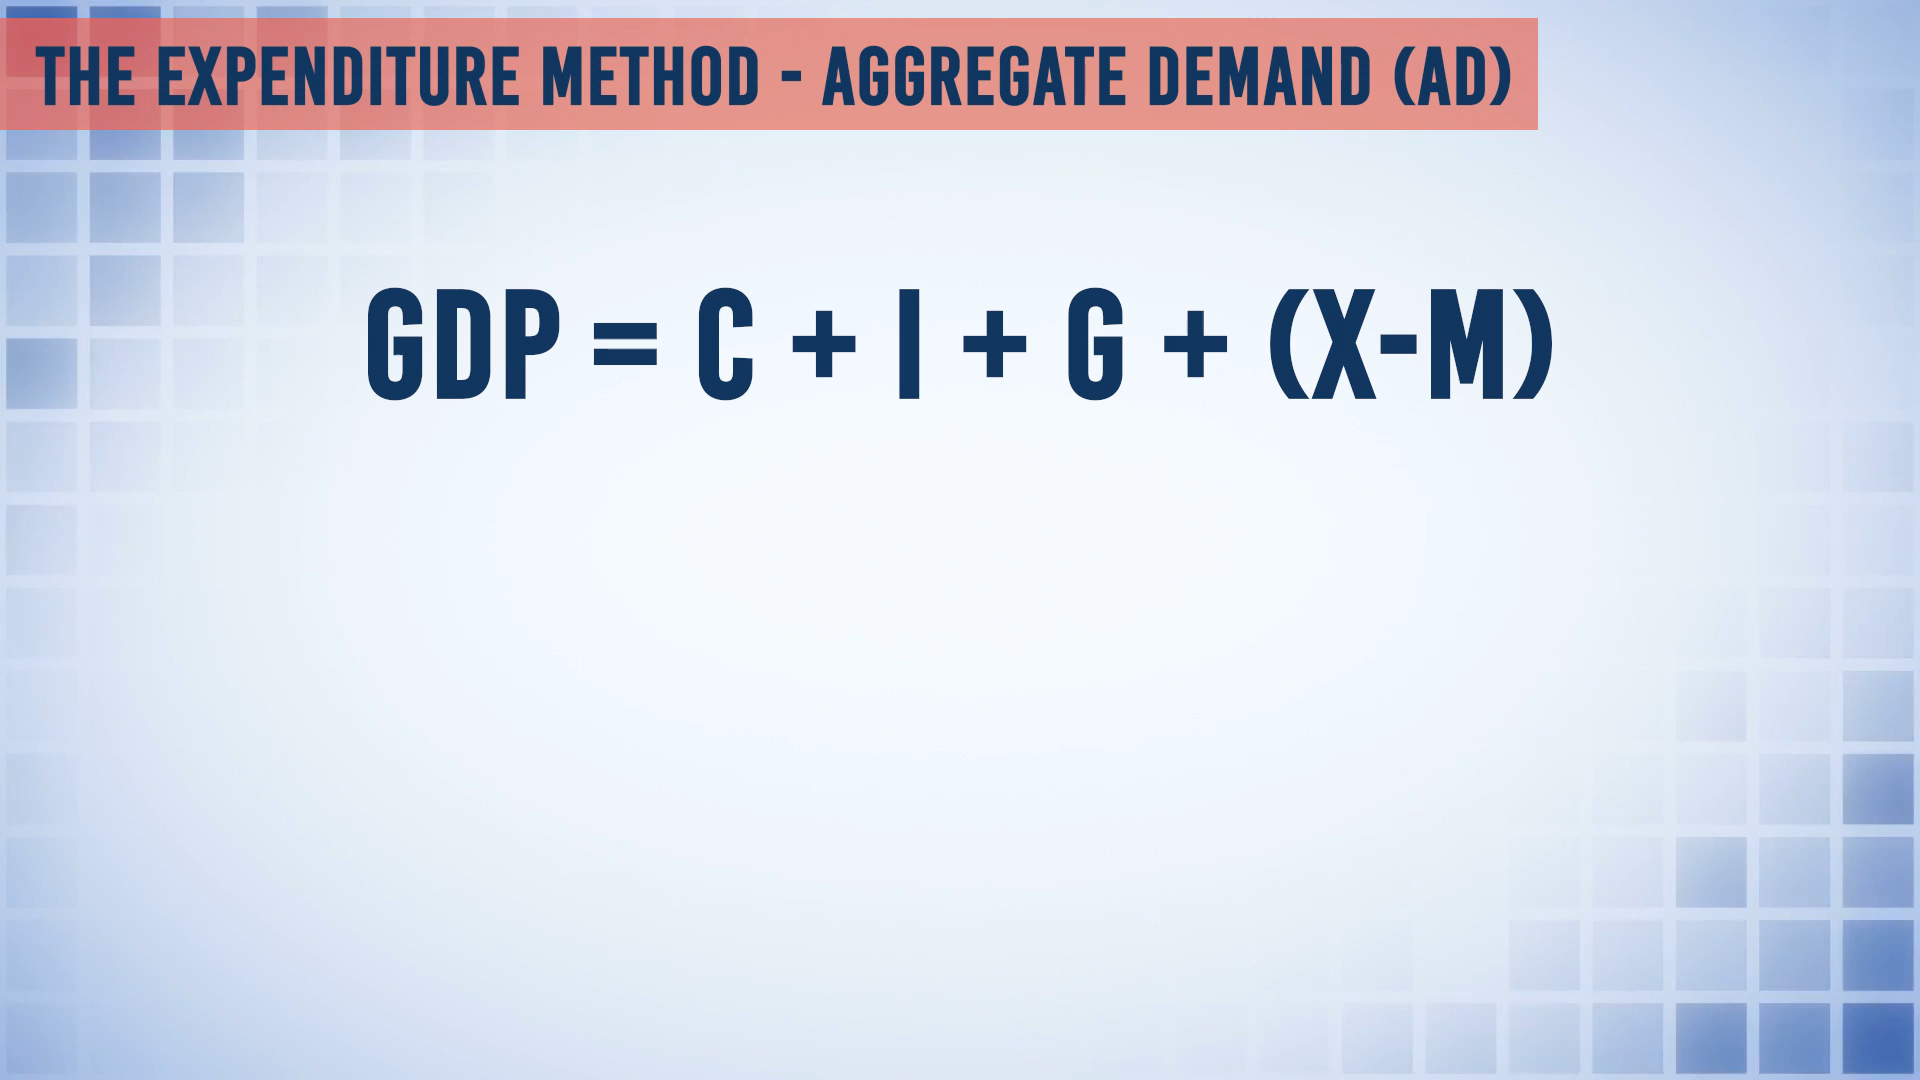 THE EXPENDITURE METHOD - AGGREGATE DEMAND (AD)
GDP = C + I + G + (X-M)